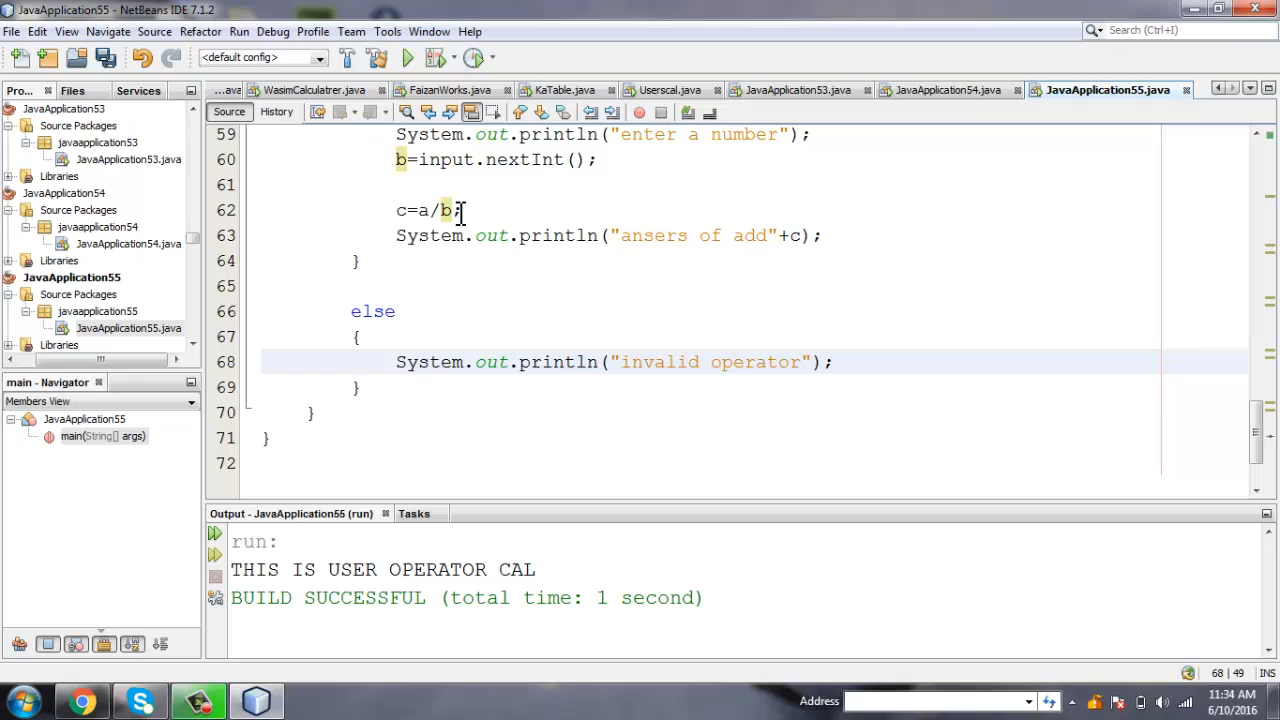 JavaApplication55 - NetBeans IDE 7.1.2
File Edit View Navigate Source Refactor Run Debug Profile Team Tools Window Help
Search (Ctrl+I)
<default config>
Pro... Files Services
...ava WasimCalculatrer.java FaizanWorks.java KaTable.java Userscal.java JavaApplication53.java JavaApplication54.java JavaApplication55.java
Source History
JavaApplication53
Source Packages
javaapplication53
JavaApplication53.java
Libraries
JavaApplication54
Source Packages
javaapplication54
JavaApplication54.java
Libraries
JavaApplication55
Source Packages
javaapplication55
JavaApplication55.java
Libraries
59 System.out.println("enter a number");
60 b=input.nextInt();
61
62 c=a/b;
63 System.out.println("ansers of add"+c);
64 }
65
66 else
67 {
68 System.out.println("invalid operator");
69 }
70 }
71 }
72
main - Navigator
Members View
JavaApplication55
main(String[] args)
Output - JavaApplication55 (run) Tasks
run:
THIS IS USER OPERATOR CAL
BUILD SUCCESSFUL (total time: 1 second)
68 | 49 INS
Address
11:34 AM
6/10/2016